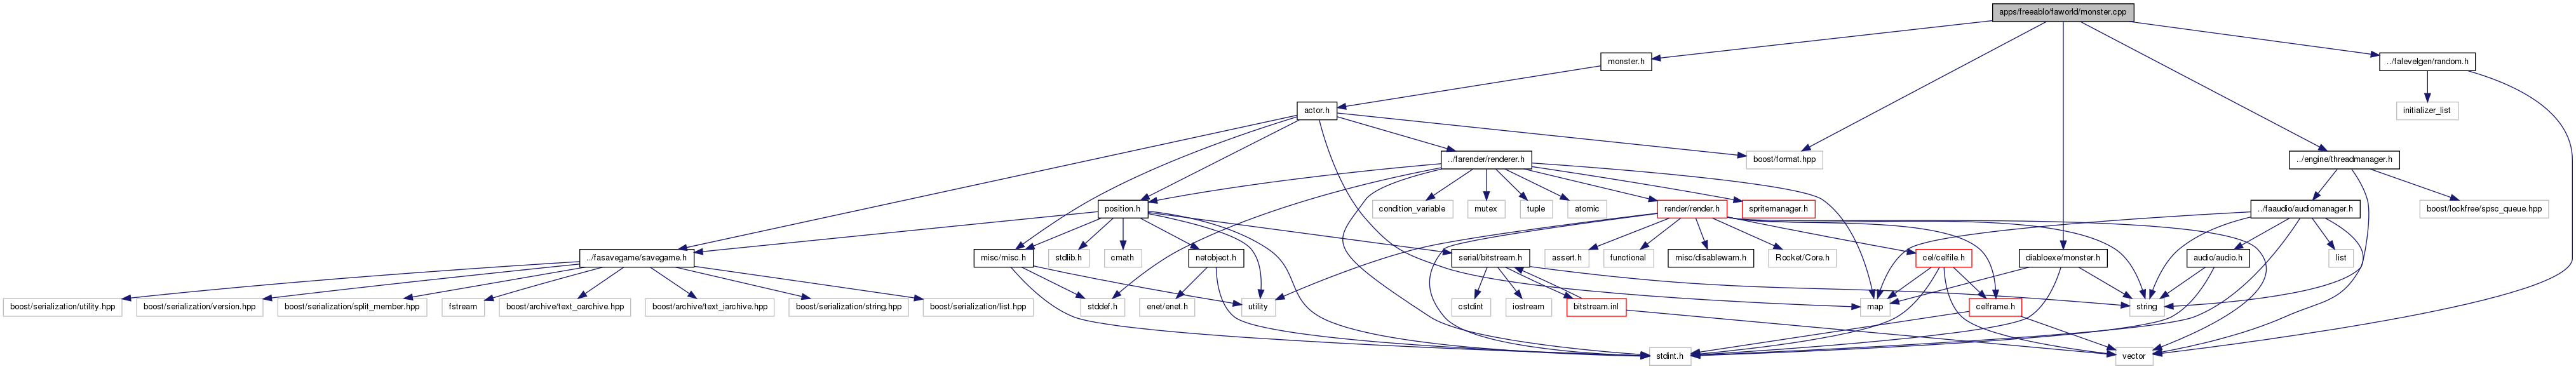 apps/freeablo/faworld/monster.cpp
monster.h
../falevelgen/random.h
actor.h
initializer_list
../farender/renderer.h
boost/format.hpp
../engine/threadmanager.h
position.h
condition_variable
mutex
tuple
atomic
render/render.h
spritemanager.h
../faaudio/audiomanager.h
boost/lockfree/spsc_queue.hpp
../fasavegame/savegame.h
misc/misc.h
stdlib.h
cmath
netobject.h
serial/bitstream.h
assert.h
functional
misc/disablewarn.h
Rocket/Core.h
cel/celfile.h
diabloexe/monster.h
audio/audio.h
list
boost/serialization/utility.hpp
boost/serialization/version.hpp
boost/serialization/split_member.hpp
fstream
boost/archive/text_oarchive.hpp
boost/archive/text_iarchive.hpp
boost/serialization/string.hpp
boost/serialization/list.hpp
stddef.h
enet/enet.h
utility
cstdint
iostream
bitstream.inl
map
celframe.h
string
stdint.h
vector